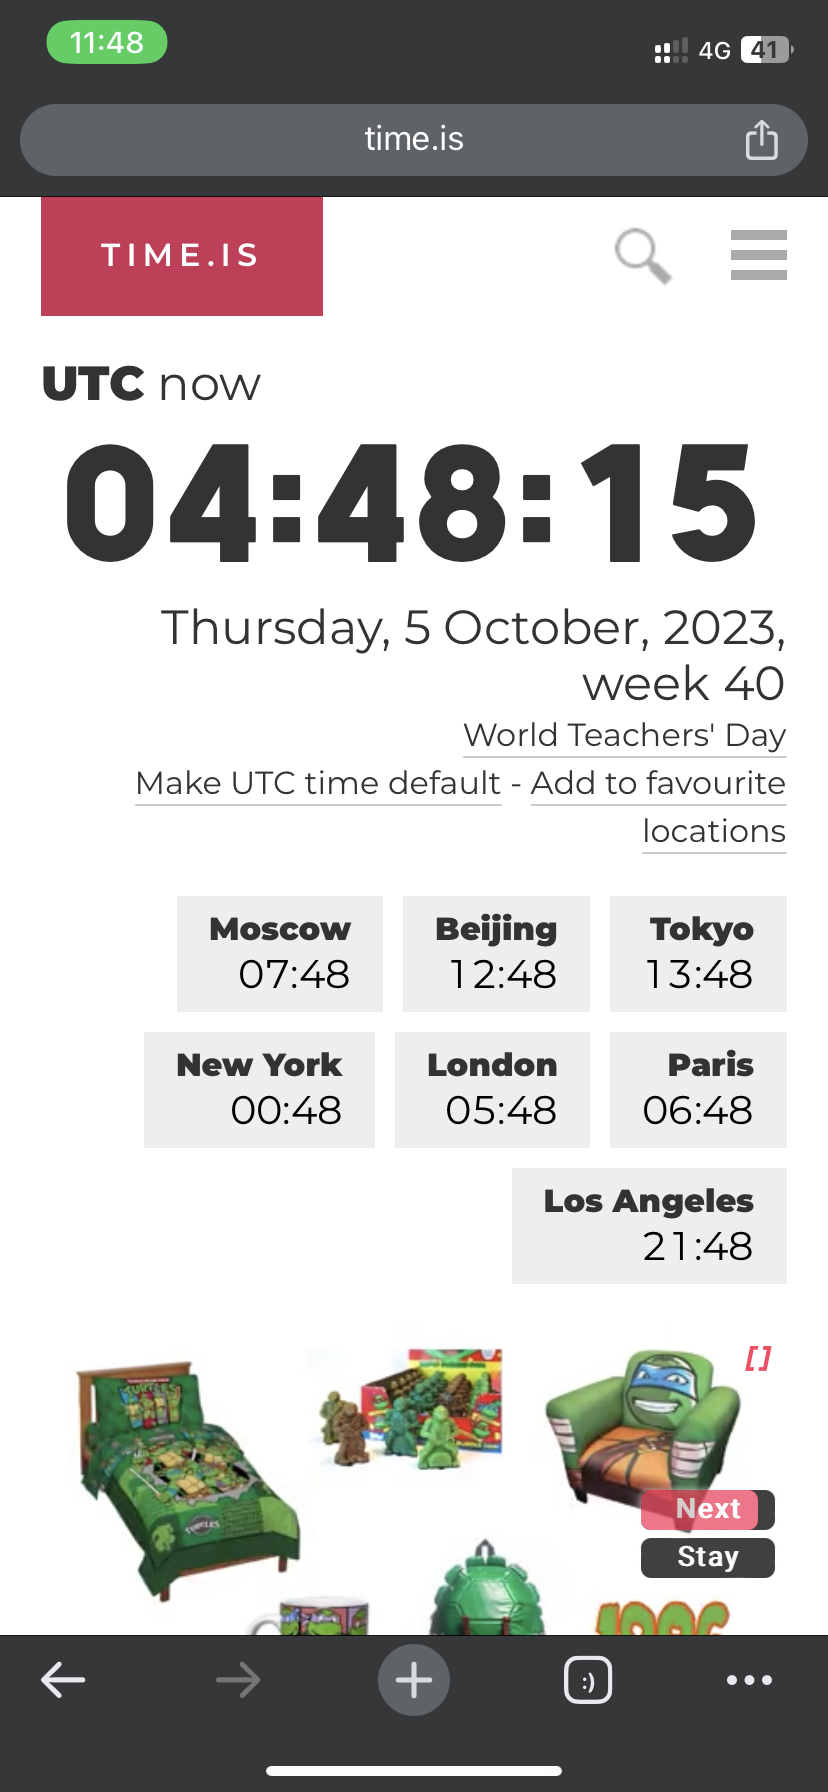 11:48
4G 41
time.is
TIME.IS
UTC now
04:48:15
Thursday, 5 October, 2023,
week 40
World Teachers' Day
Make UTC time default - Add to favourite
locations
Moscow Beijing Tokyo
07:48 12:48 13:48
New York London Paris
00:48 05:48 06:48
Los Angeles
21:48
[]
TURTLES
TURTLES
Next
Stay
:)